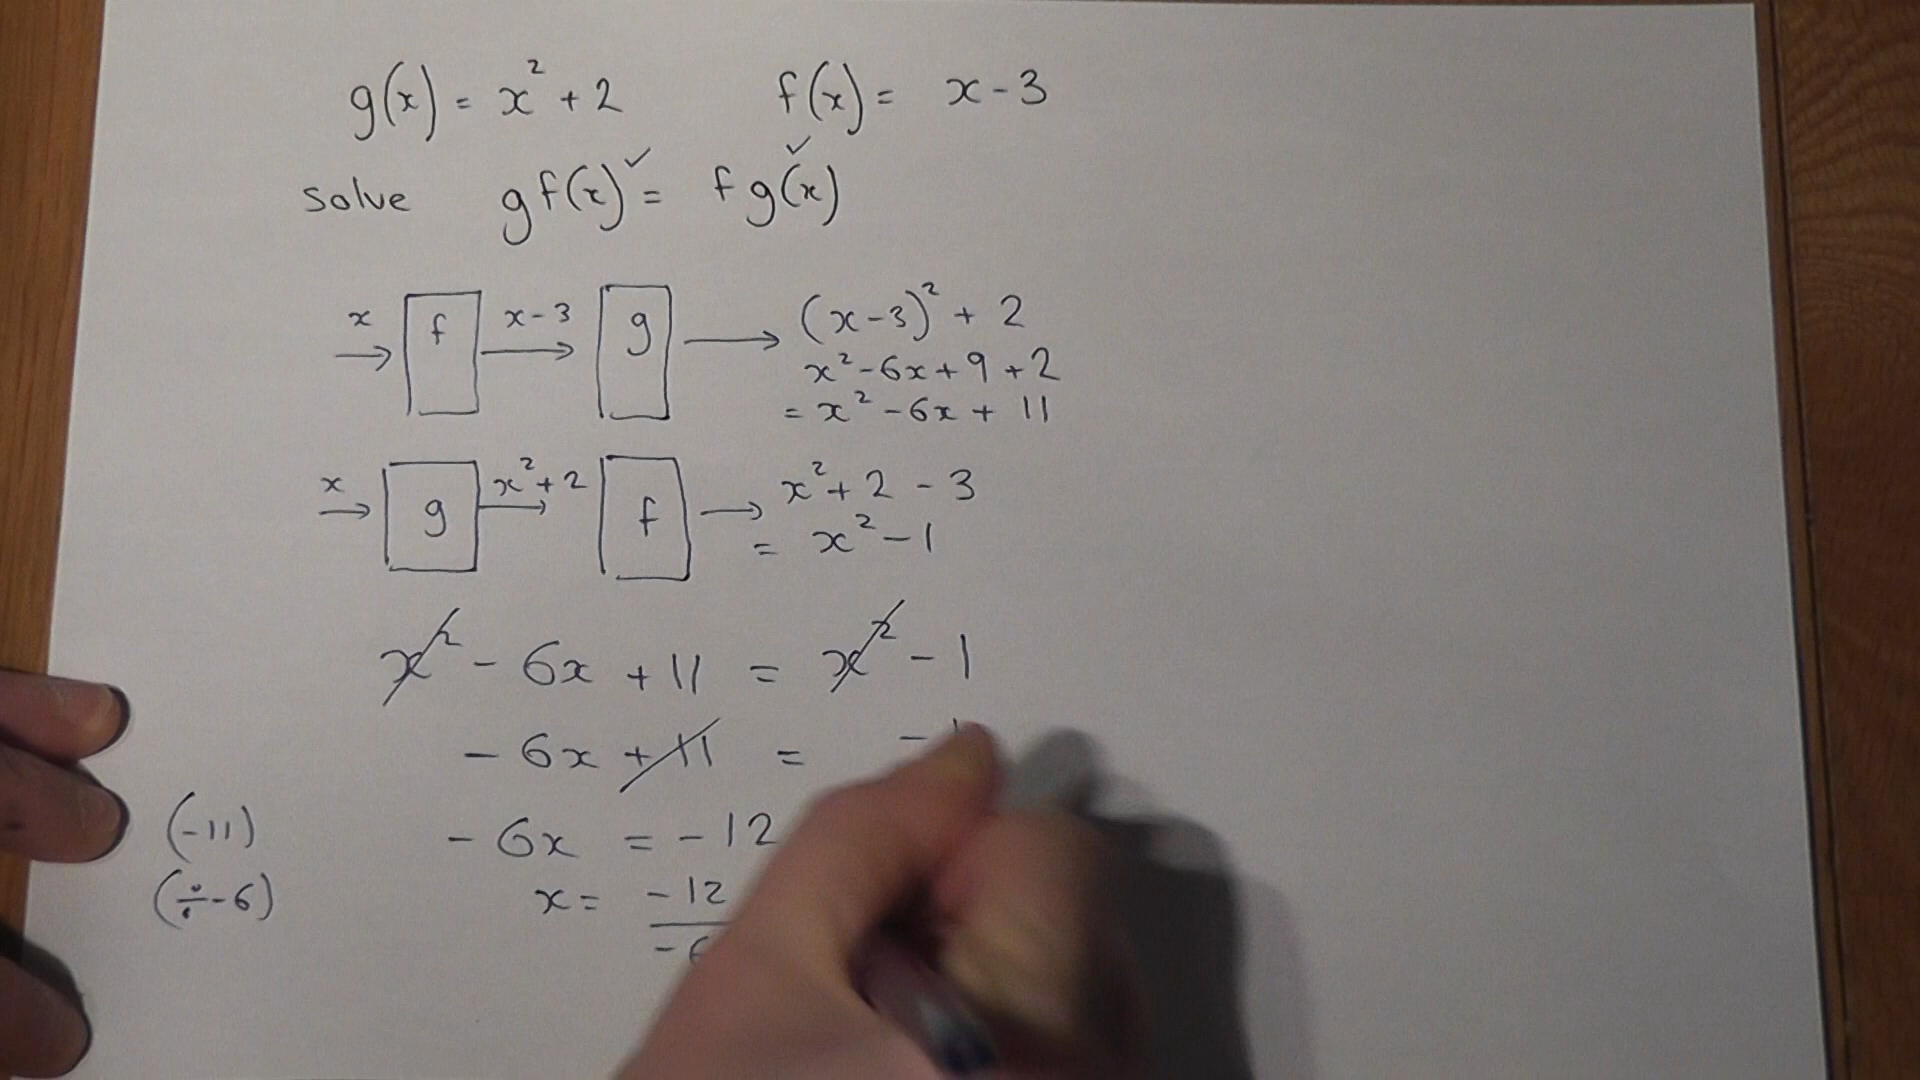 g(x) = x² + 2 f(x) = x - 3
solve gf(x) ✓ = fg(x) ✓
x → f x - 3 → g → (x - 3)² + 2
x² - 6x + 9 + 2
= x² - 6x + 11
x → g x² + 2 → f → x² + 2 - 3
= x² - 1
x² - 6x + 11 = x² - 1
- 6x + 11 = -
(-11) - 6x = - 12
(÷ - 6) x = - 12
-